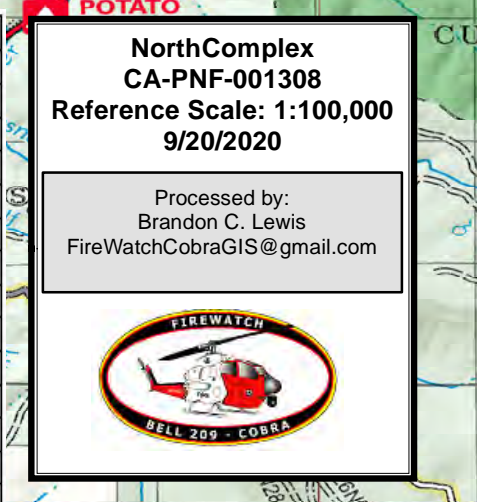 POTATO
CU
NorthComplex
CA-PNF-001308
Reference Scale: 1:100,000
9/20/2020
Processed by:
Brandon C. Lewis
FireWatchCobraGIS@gmail.com
FIREWATCH
BELL 209 - COBRA